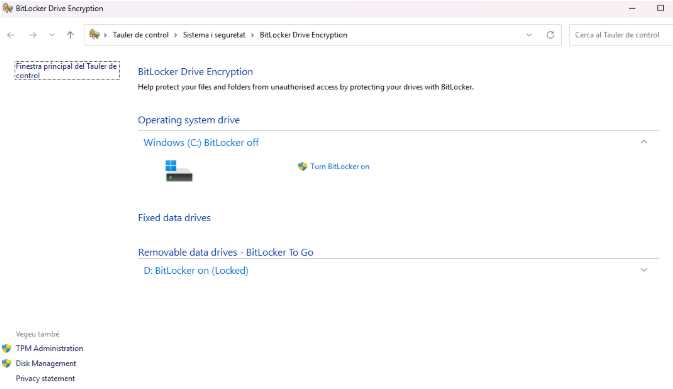 BitLocker Drive Encryption
Tauler de control
Sistema i seguretat
BitLocker Drive Encryption
Cerca al Tauler de control
Finestra principal del Tauler de
control
BitLocker Drive Encryption
Help protect your files and folders from unauthorised access by protecting your drives with BitLocker.
Operating system drive
Windows (C:) BitLocker off
Turn BitLocker on
Fixed data drives
Removable data drives - BitLocker To Go
D: BitLocker on (Locked)
Vegeu també
TPM Administration
Disk Management
Privacy statement